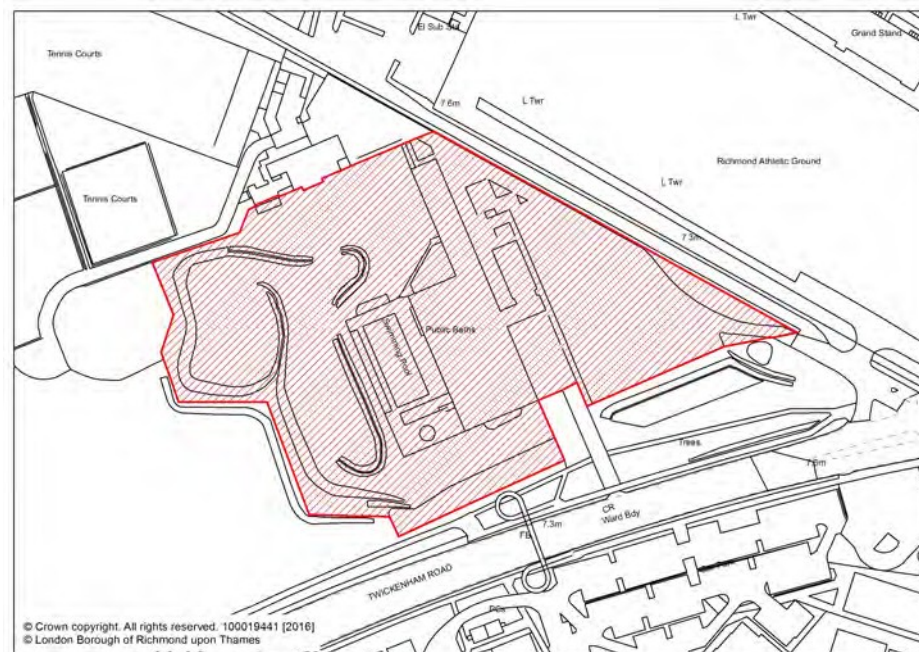 El Sub Sta
L Twr
Grand Stand
Tennis Courts
7.6m
L Twr
Richmond Athletic Ground
L Twr
Tennis Courts
7.3m
Public Baths
Swimming Pool
Trees
7.6m
CR
Ward Bdy
7.3m
FB
TWICKENHAM ROAD
PCs
© Crown copyright. All rights reserved. 100019441 [2016]
© London Borough of Richmond upon Thames